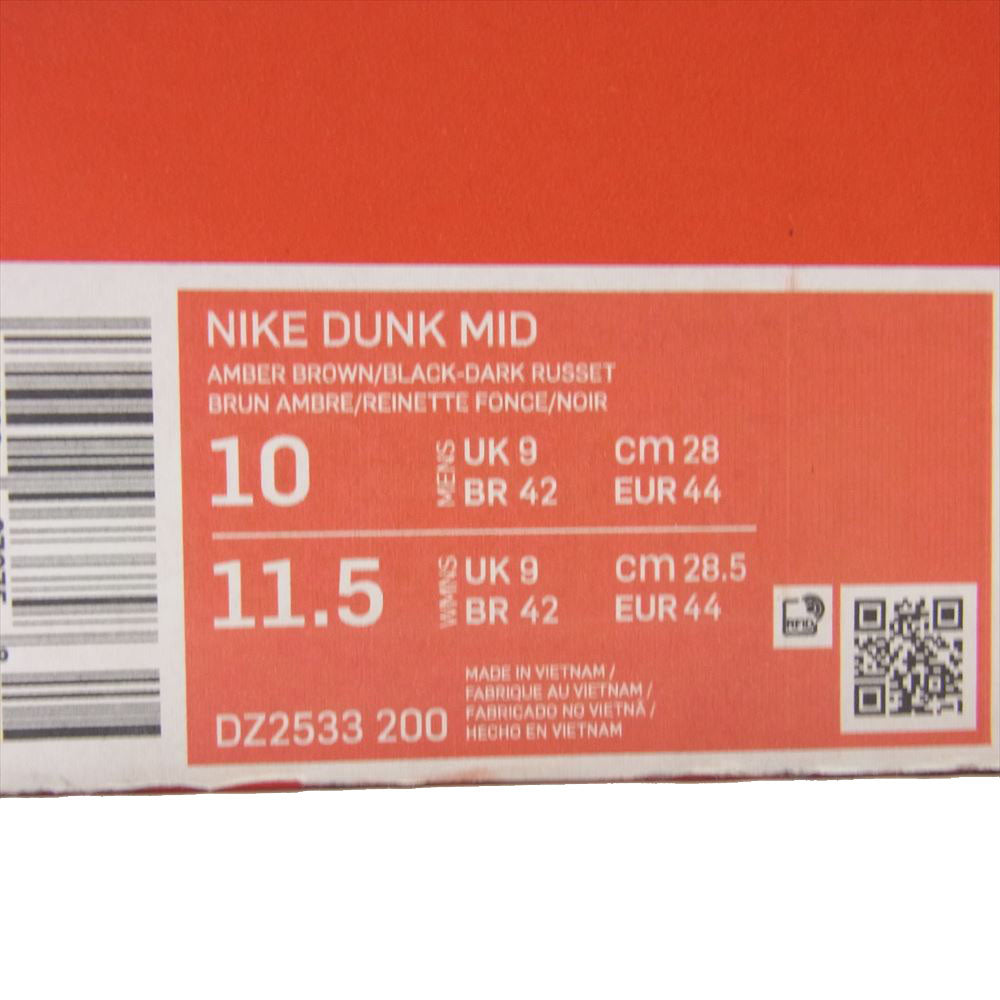 NIKE DUNK MID
AMBER BROWN/BLACK-DARK RUSSET
BRUN AMBRE/REINETTE FONCE/NOIR
10 MENS UK 9 cm 28
BR 42 EUR 44
11.5 WMNS UK 9 cm 28.5
BR 42 EUR 44
RFID
MADE IN VIETNAM /
FABRIQUE AU VIETNAM /
FABRICADO NO VIETNÃ /
HECHO EN VIETNAM
DZ2533 200